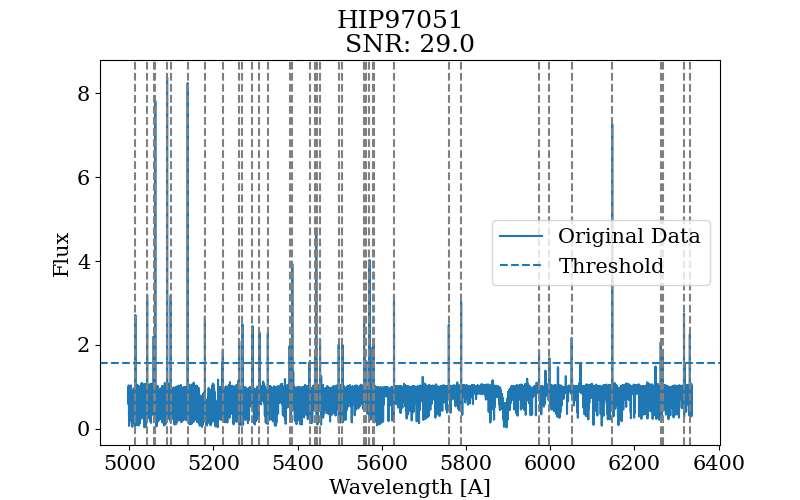 HIP97051
SNR: 29.0
Flux
8
6
4
2
0
Original Data
Threshold
5000 5200 5400 5600 5800 6000 6200 6400
Wavelength [A]